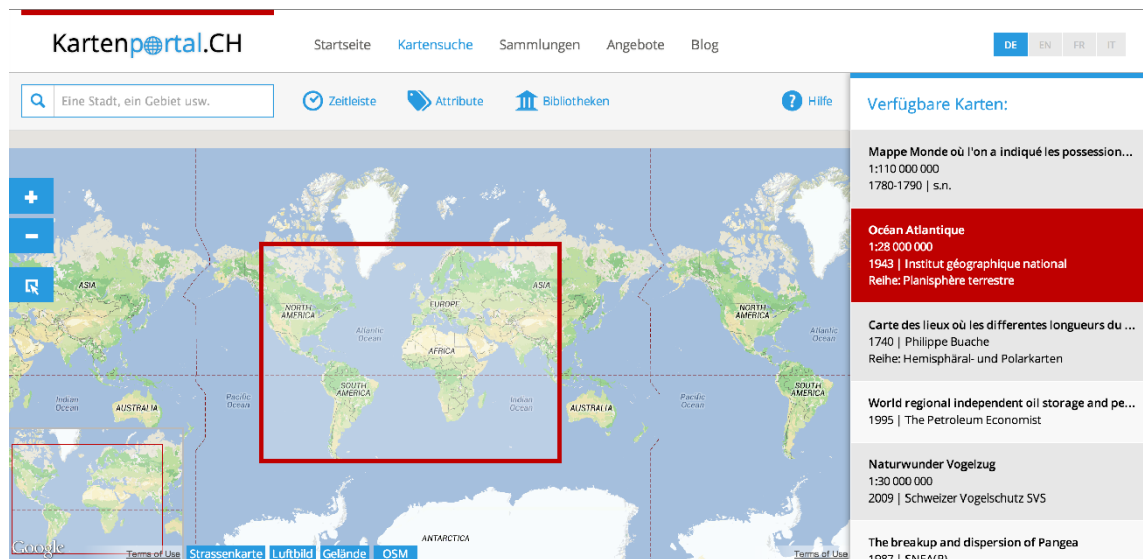 Kartenportal.CH
Startseite Kartensuche Sammlungen Angebote Blog
DE EN FR IT
Eine Stadt, ein Gebiet usw.
Zeitleiste Attribute Bibliotheken
? Hilfe
Verfügbare Karten:
Mappe Monde où l'on a indiqué les possession...
1:110 000 000
1780-1790 | s.n.
Océan Atlantique
1:28 000 000
1943 | Institut géographique national
Reihe: Planisphère terrestre
Carte des lieux où les differentes longueurs du ...
1740 | Philippe Buache
Reihe: Hemisphäral- und Polarkarten
World regional independent oil storage and pe...
1995 | The Petroleum Economist
Naturwunder Vogelzug
1:30 000 000
2009 | Schweizer Vogelschutz SVS
The breakup and dispersion of Pangea
ASIA
NORTH
AMERICA
Atlantic
Ocean
EUROPE
ASIA
AFRICA
NORTH
AMERICA
Atlantic
Ocean
SOUTH
AMERICA
SOUTH
AMERICA
Indian
Ocean
AUSTRALIA
Pacific
Ocean
Indian
Ocean
AUSTRALIA
Pacific
Ocean
ANTARCTICA
Google
Terms of Use
Strassenkarte Luftbild Gelände OSM
Terms of Use